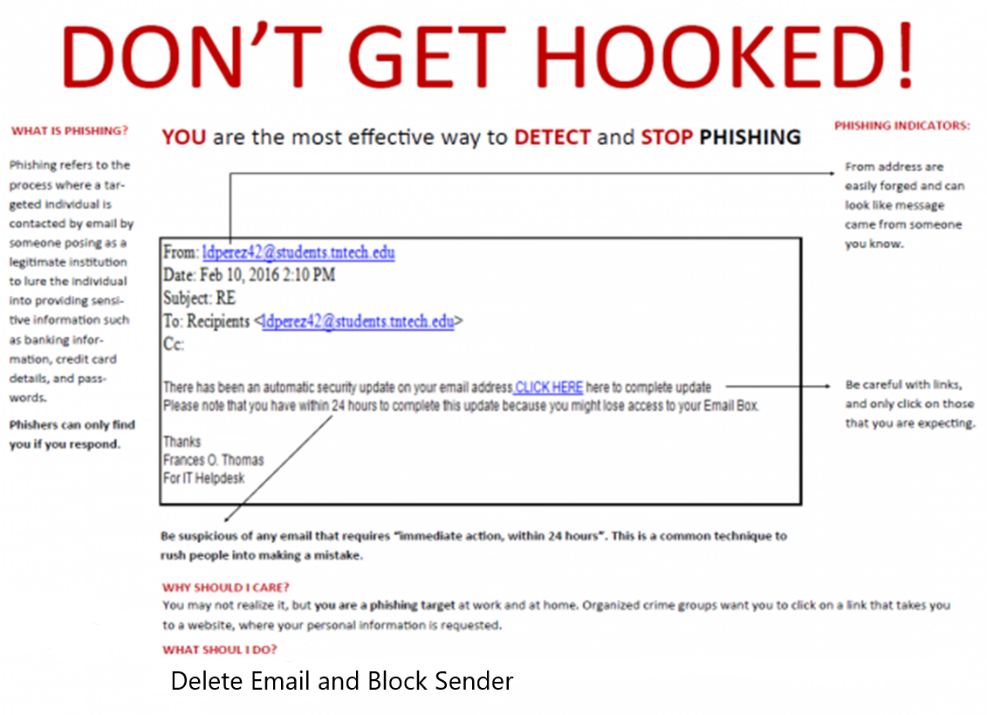 DON’T GET HOOKED!
WHAT IS PHISHING?
Phishing refers to the
process where a tar-
geted individual is
contacted by email by
someone posing as a
legitimate institution
to lure the individual
into providing sensi-
tive information such
as banking infor-
mation, credit card
details, and pass-
words.
Phishers can only find
you if you respond.
YOU are the most effective way to DETECT and STOP PHISHING
From: ldperez42@students.tntech.edu
Date: Feb 10, 2016 2:10 PM
Subject: RE
To: Recipients <ldperez42@students.tntech.edu>
Cc:
There has been an automatic security update on your email address CLICK HERE here to complete update
Please note that you have within 24 hours to complete this update because you might lose access to your Email Box.
Thanks
Frances O. Thomas
For IT Helpdesk
PHISHING INDICATORS:
From address are
easily forged and can
look like message
came from someone
you know.
Be careful with links,
and only click on those
that you are expecting.
Be suspicious of any email that requires “immediate action, within 24 hours”. This is a common technique to
rush people into making a mistake.
WHY SHOULD I CARE?
You may not realize it, but you are a phishing target at work and at home. Organized crime groups want you to click on a link that takes you
to a website, where your personal information is requested.
WHAT SHOUL I DO?
Delete Email and Block Sender